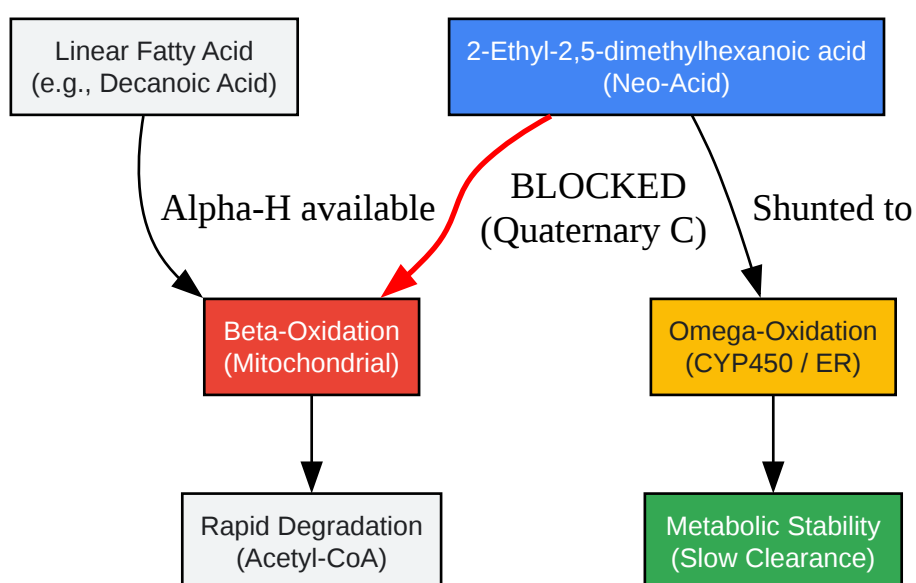 Linear Fatty Acid
(e.g., Decanoic Acid)
2-Ethyl-2,5-dimethylhexanoic acid
(Neo-Acid)
Alpha-H available
BLOCKED
(Quaternary C)
Shunted to
Beta-Oxidation
(Mitochondrial)
Omega-Oxidation
(CYP450 / ER)
Rapid Degradation
(Acetyl-CoA)
Metabolic Stability
(Slow Clearance)